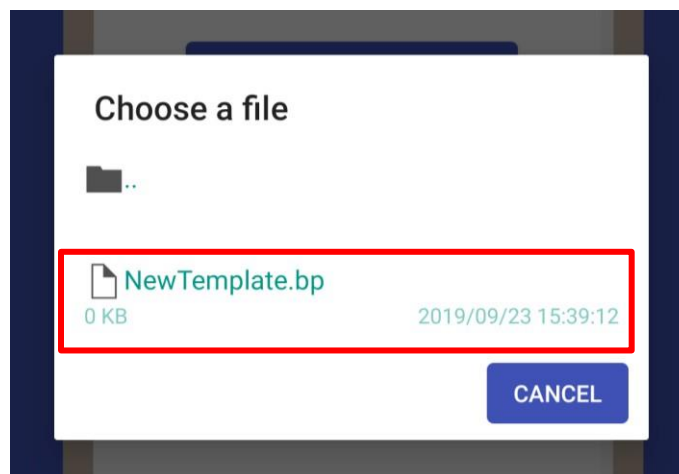 Choose a file
..
NewTemplate.bp
0 KB 2019/09/23 15:39:12
CANCEL